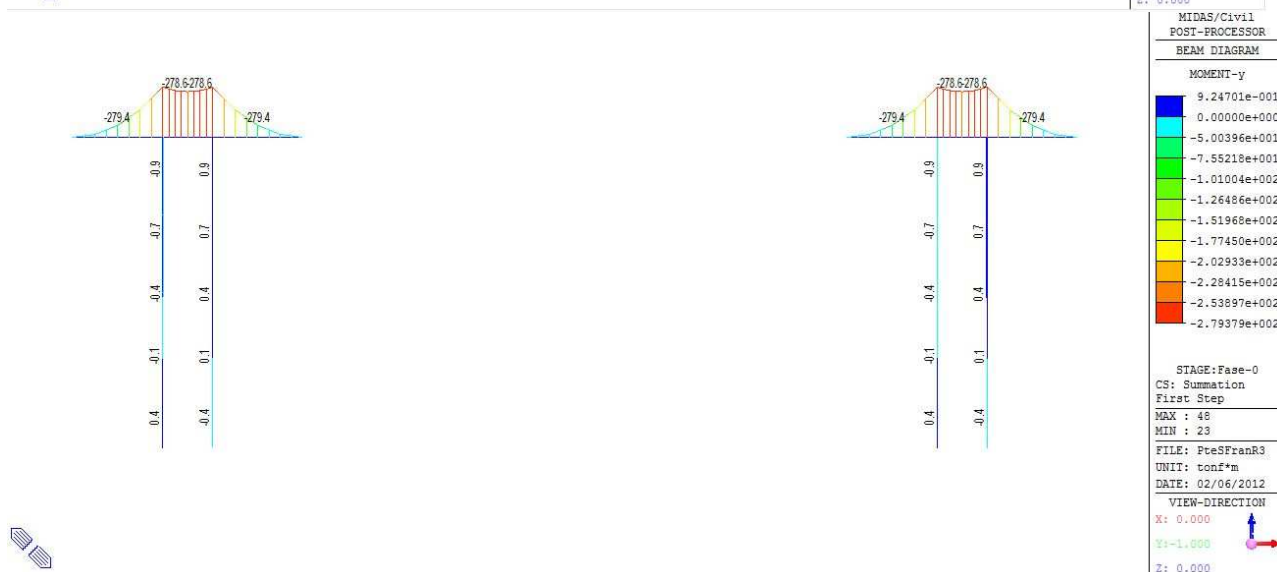 Z: 0.000
MIDAS/Civil
POST-PROCESSOR
BEAM DIAGRAM
MOMENT-y
9.24701e-001
0.00000e+000
-5.00396e+001
-7.55218e+001
-1.01004e+002
-1.26486e+002
-1.51968e+002
-1.77450e+002
-2.02933e+002
-2.28415e+002
-2.53897e+002
-2.79379e+002
STAGE:Fase-0
CS: Summation
First Step
MAX : 48
MIN : 23
FILE: PteSFranR3
UNIT: tonf*m
DATE: 02/06/2012
VIEW-DIRECTION
X: 0.000
Y:-1.000
Z: 0.000
-278.6-278.6
-279.4 -279.4
-0.9 0.9
-0.7 0.7
-0.4 0.4
-0.1 0.1
0.4 -0.4
-278.6-278.6
-279.4 -279.4
-0.9 0.9
-0.7 0.7
-0.4 0.4
-0.1 0.1
0.4 -0.4